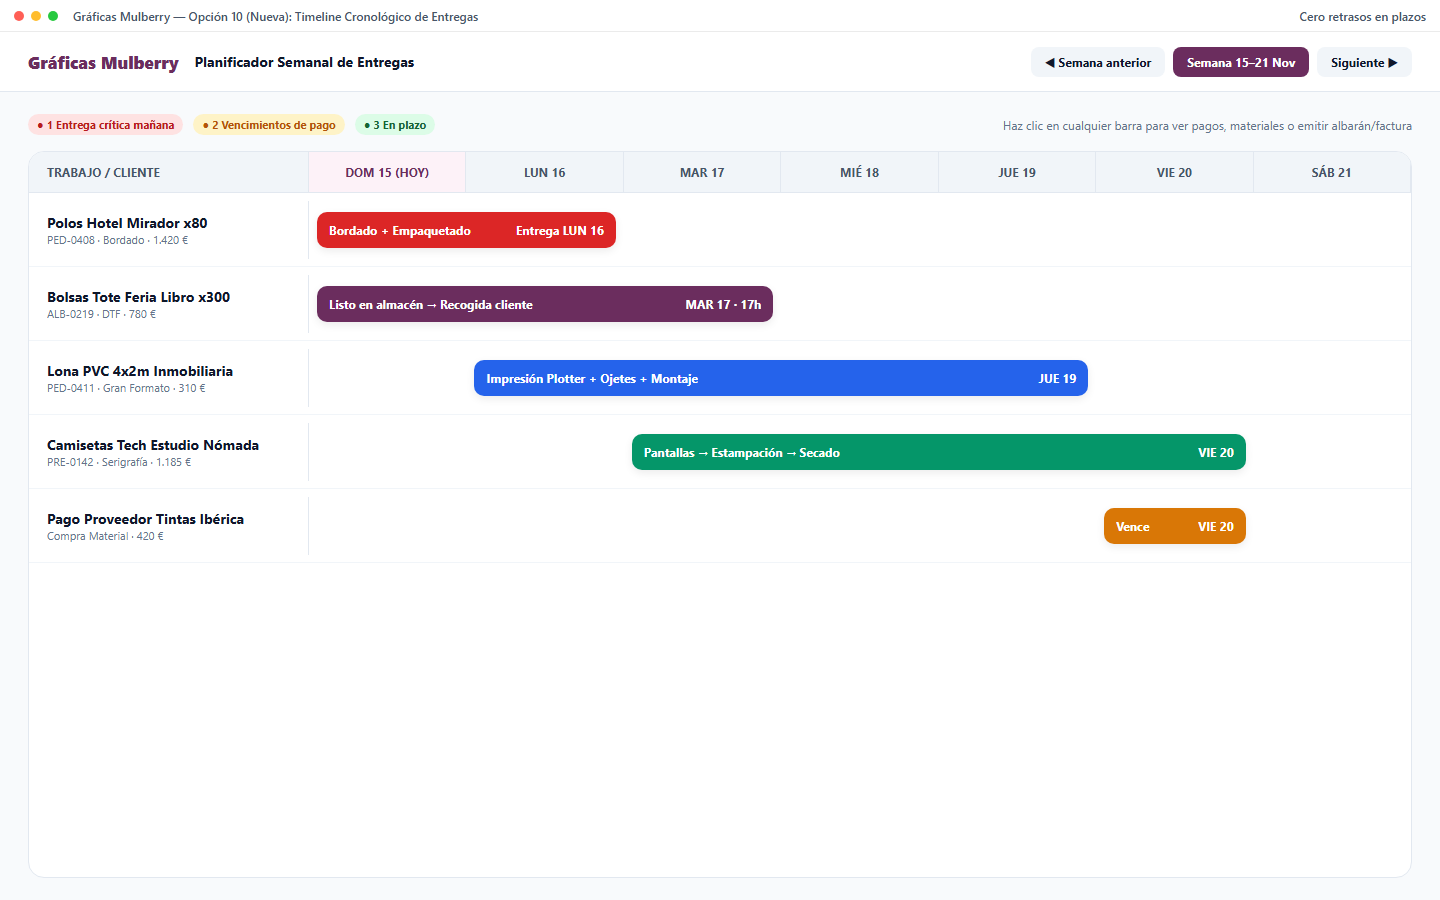 Gráficas Mulberry — Opción 10 (Nueva): Timeline Cronológico de Entregas
Cero retrasos en plazos
Gráficas Mulberry
Planificador Semanal de Entregas
◀ Semana anterior
Semana 15–21 Nov
Siguiente ▶
● 1 Entrega crítica mañana
● 2 Vencimientos de pago
● 3 En plazo
Haz clic en cualquier barra para ver pagos, materiales o emitir albarán/factura
TRABAJO / CLIENTE
DOM 15 (HOY)
LUN 16
MAR 17
MIÉ 18
JUE 19
VIE 20
SÁB 21
Polos Hotel Mirador x80
PED-0408 · Bordado · 1.420 €
Bordado + Empaquetado
Entrega LUN 16
Bolsas Tote Feria Libro x300
ALB-0219 · DTF · 780 €
Listo en almacén → Recogida cliente
MAR 17 · 17h
Lona PVC 4x2m Inmobiliaria
PED-0411 · Gran Formato · 310 €
Impresión Plotter + Ojetes + Montaje
JUE 19
Camisetas Tech Estudio Nómada
PRE-0142 · Serigrafía · 1.185 €
Pantallas → Estampación → Secado
VIE 20
Pago Proveedor Tintas Ibérica
Compra Material · 420 €
Vence
VIE 20